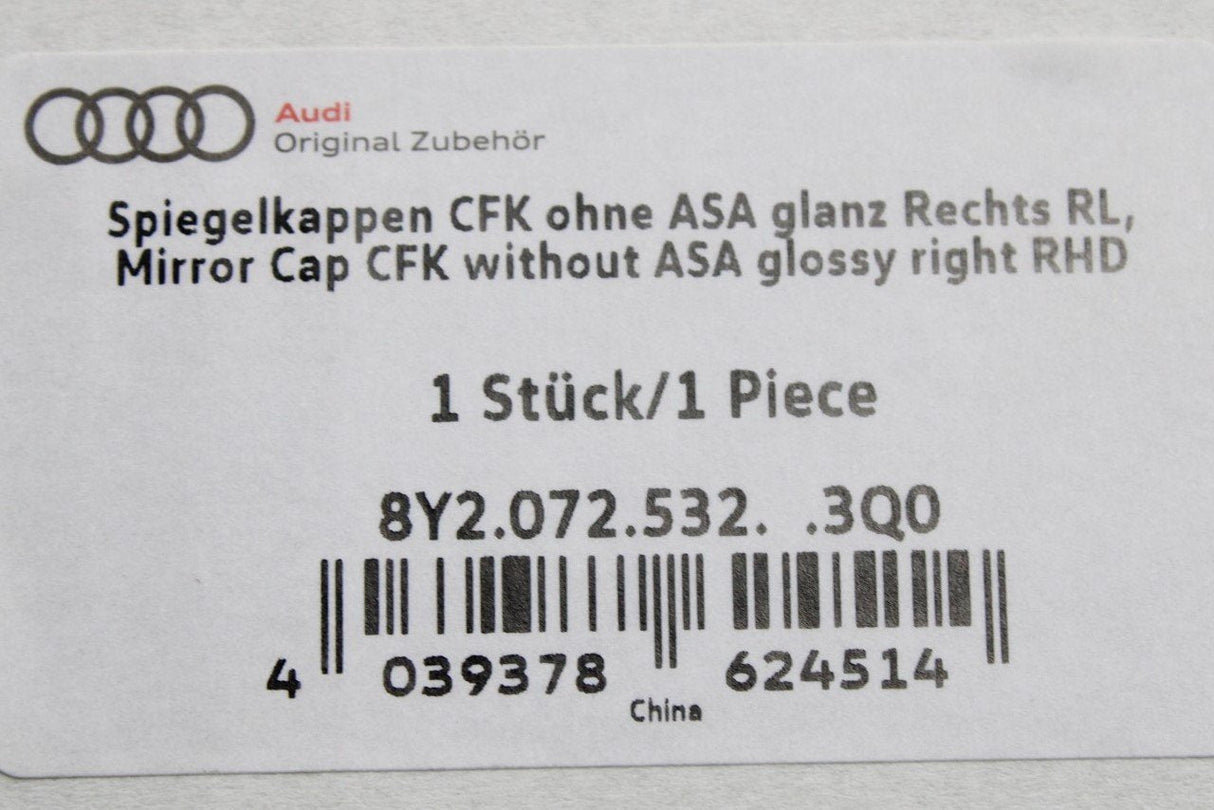 Audi
Original Zubehör
Spiegelkappen CFK ohne ASA glanz Rechts RL,
Mirror Cap CFK without ASA glossy right RHD
1 Stück/1 Piece
8Y2.072.532. .3Q0
4 039378 624514
China